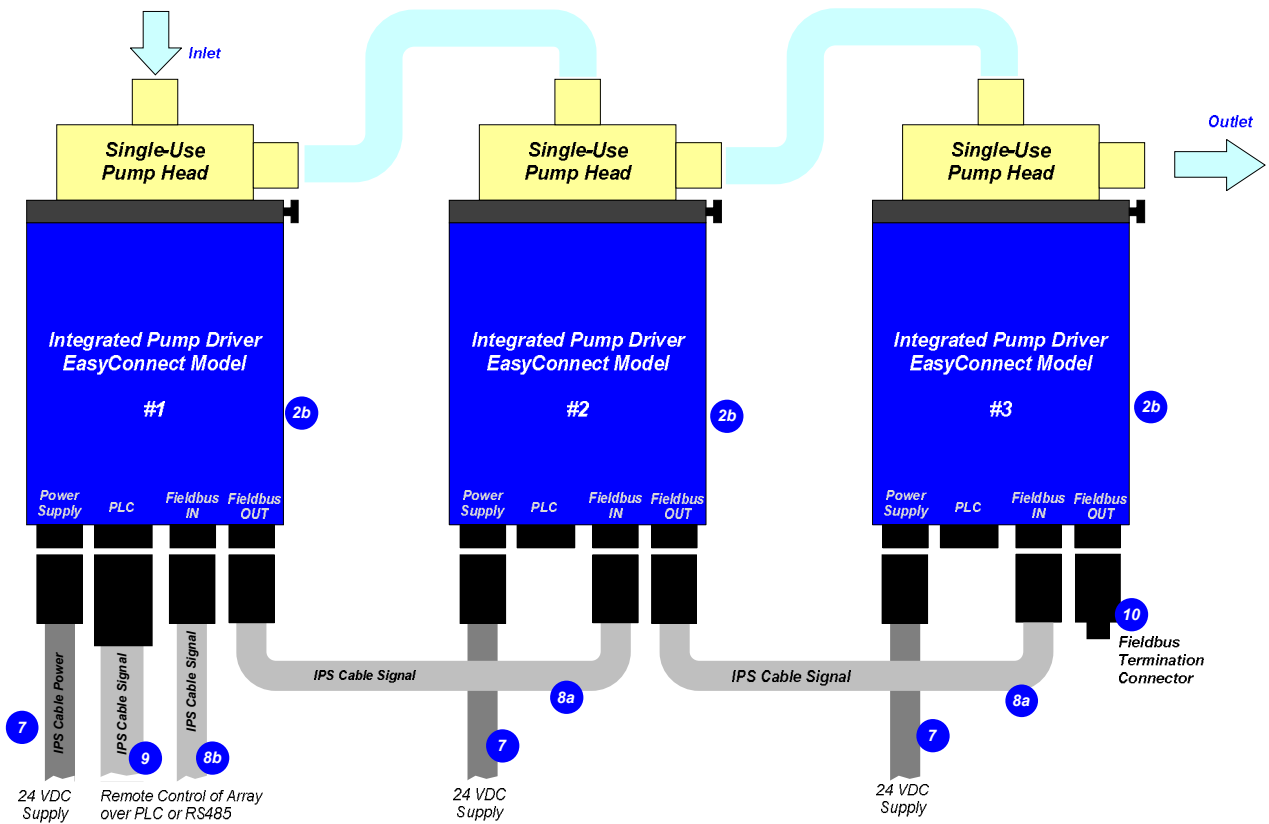 Inlet
Outlet
Single-Use
Pump Head
Single-Use
Pump Head
Single-Use
Pump Head
Integrated Pump Driver
EasyConnect Model
#1
2b
Power
Supply
PLC
Fieldbus
IN
Fieldbus
OUT
Integrated Pump Driver
EasyConnect Model
#2
2b
Power
Supply
PLC
Fieldbus
IN
Fieldbus
OUT
Integrated Pump Driver
EasyConnect Model
#3
2b
Power
Supply
PLC
Fieldbus
IN
Fieldbus
OUT
IPS Cable Power
IPS Cable Signal
IPS Cable Signal
7
9
8b
24 VDC
Supply
Remote Control of Array
over PLC or RS485
IPS Cable Signal
8a
7
24 VDC
Supply
IPS Cable Signal
8a
7
24 VDC
Supply
10
Fieldbus
Termination
Connector